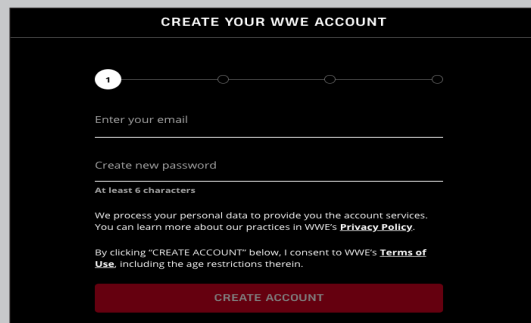 CREATE YOUR WWE ACCOUNT
1
Enter your email
Create new password
At least 6 characters
We process your personal data to provide you the account services.
You can learn more about our practices in WWE's Privacy Policy.
By clicking "CREATE ACCOUNT" below, I consent to WWE's Terms of
Use, including the age restrictions therein.
CREATE ACCOUNT